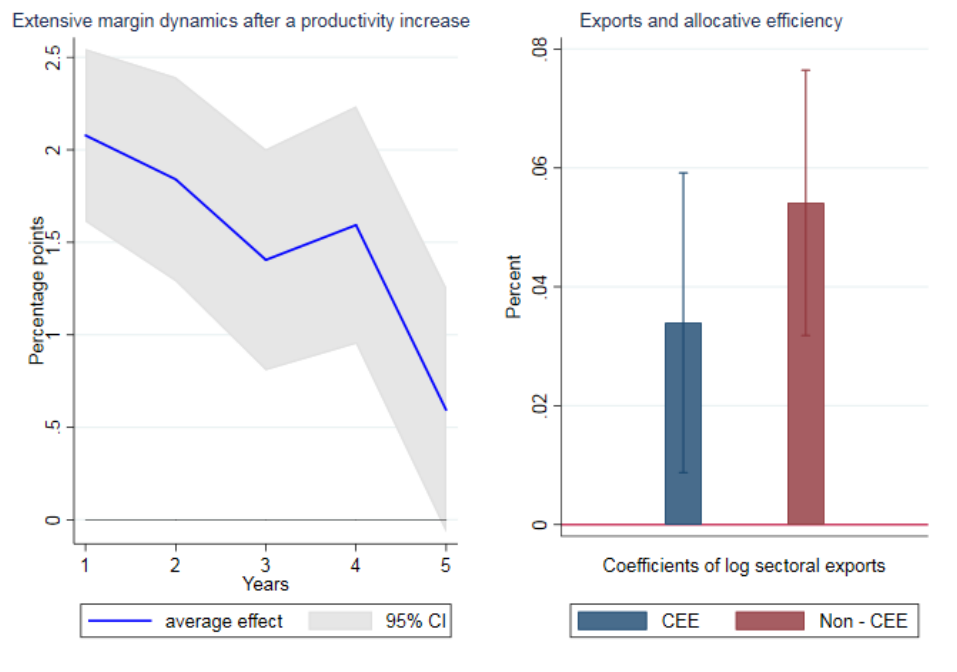 Extensive margin dynamics after a productivity increase
Percentage points
2.5
2
1.5
1
.5
0
1 2 3 4 5
Years
average effect 95% CI
Exports and allocative efficiency
Percent
.08
.06
.04
.02
0
Coefficients of log sectoral exports
CEE Non - CEE